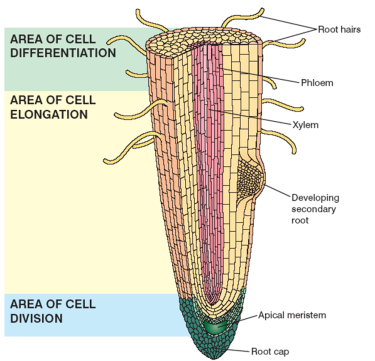 AREA OF CELL
DIFFERENTIATION
Root hairs
Phloem
AREA OF CELL
ELONGATION
Xylem
Developing
secondary
root
AREA OF CELL
DIVISION
Apical meristem
Root cap